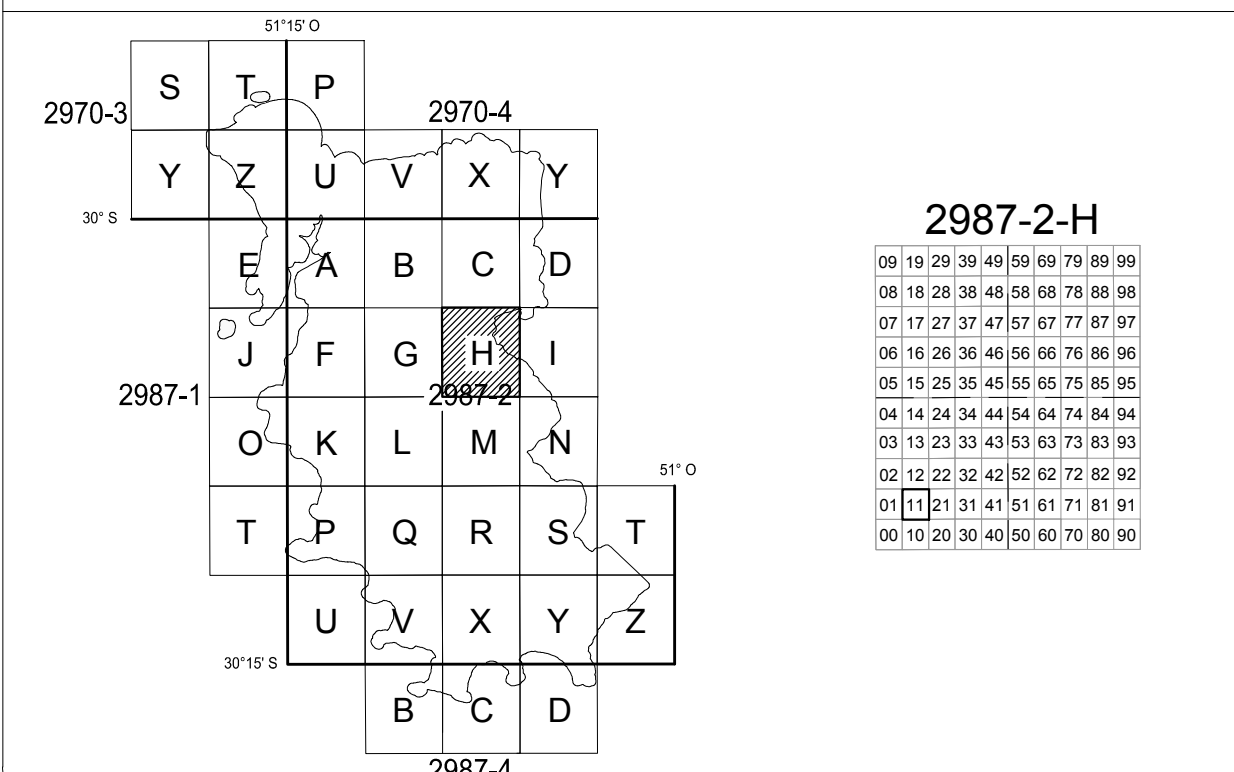 51°15' O
S T P
2970-3 2970-4
Y Z U V X Y
30° S
E A B C D
J F G H I
2987-1 2987-2
O K L M N
51° O
T P Q R S T
U V X Y Z
30°15' S
B C D
2987-4
2987-2-H
09 19 29 39 49 59 69 79 89 99
08 18 28 38 48 58 68 78 88 98
07 17 27 37 47 57 67 77 87 97
06 16 26 36 46 56 66 76 86 96
05 15 25 35 45 55 65 75 85 95
04 14 24 34 44 54 64 74 84 94
03 13 23 33 43 53 63 73 83 93
02 12 22 32 42 52 62 72 82 92
01 11 21 31 41 51 61 71 81 91
00 10 20 30 40 50 60 70 80 90